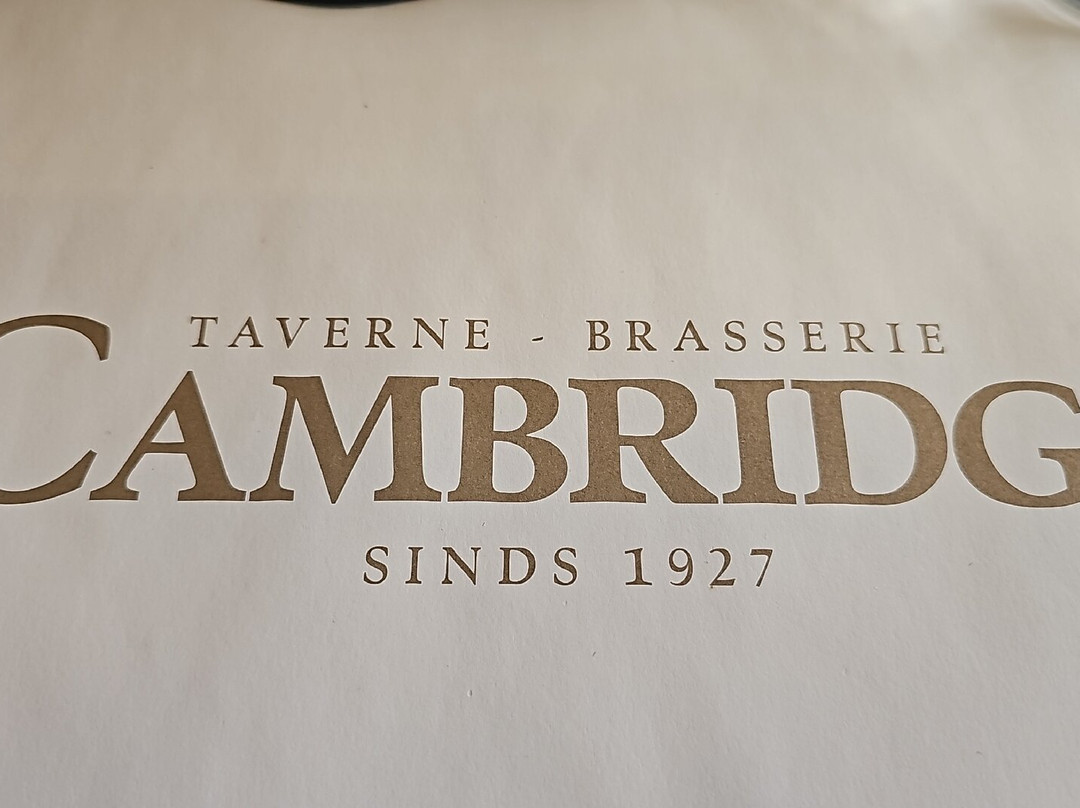 TAVERNE - BRASSERIE
CAMBRIDG
SINDS 1927